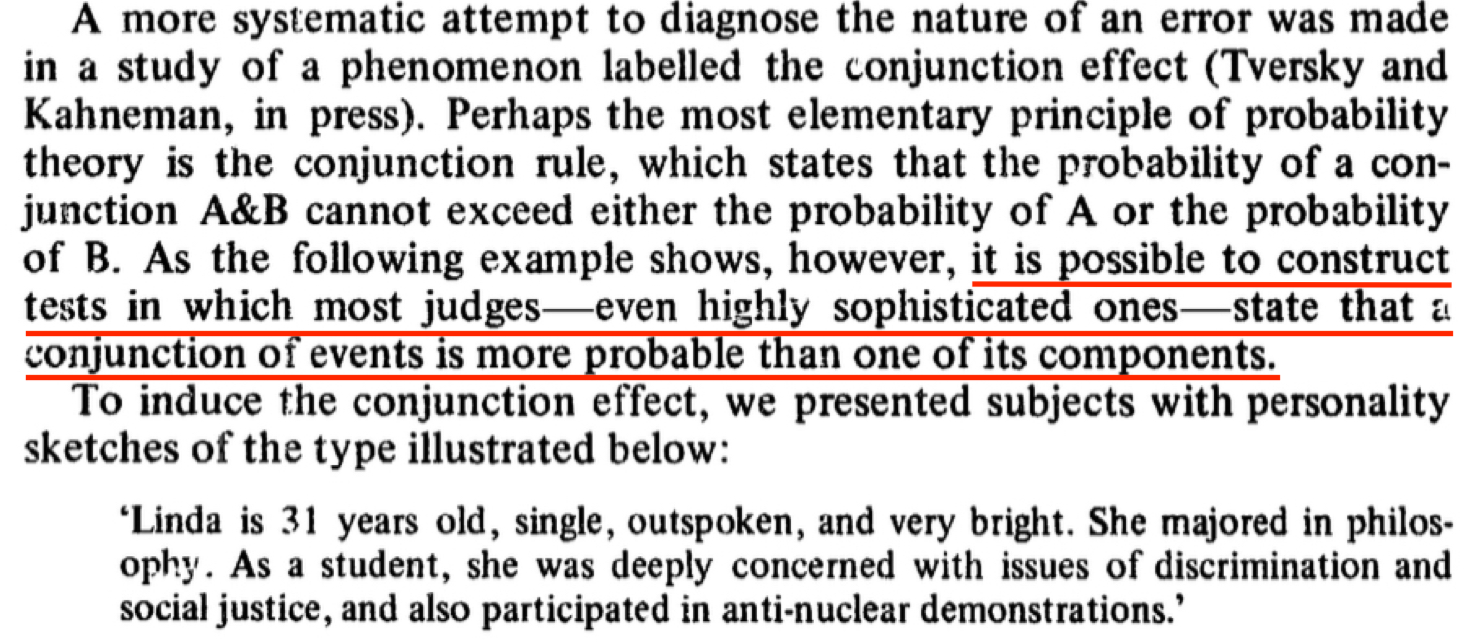 A more systematic attempt to diagnose the nature of an error was made
in a study of a phenomenon labelled the conjunction effect (Tversky and
Kahneman, in press). Perhaps the most elementary principle of probability
theory is the conjunction rule, which states that the probability of a con-
junction A&B cannot exceed either the probability of A or the probability
of B. As the following example shows, however, it is possible to construct
tests in which most judges—even highly sophisticated ones—state that a
conjunction of events is more probable than one of its components.
To induce the conjunction effect, we presented subjects with personality
sketches of the type illustrated below:
‘Linda is 31 years old, single, outspoken, and very bright. She majored in philos-
ophy. As a student, she was deeply concerned with issues of discrimination and
social justice, and also participated in anti-nuclear demonstrations.’